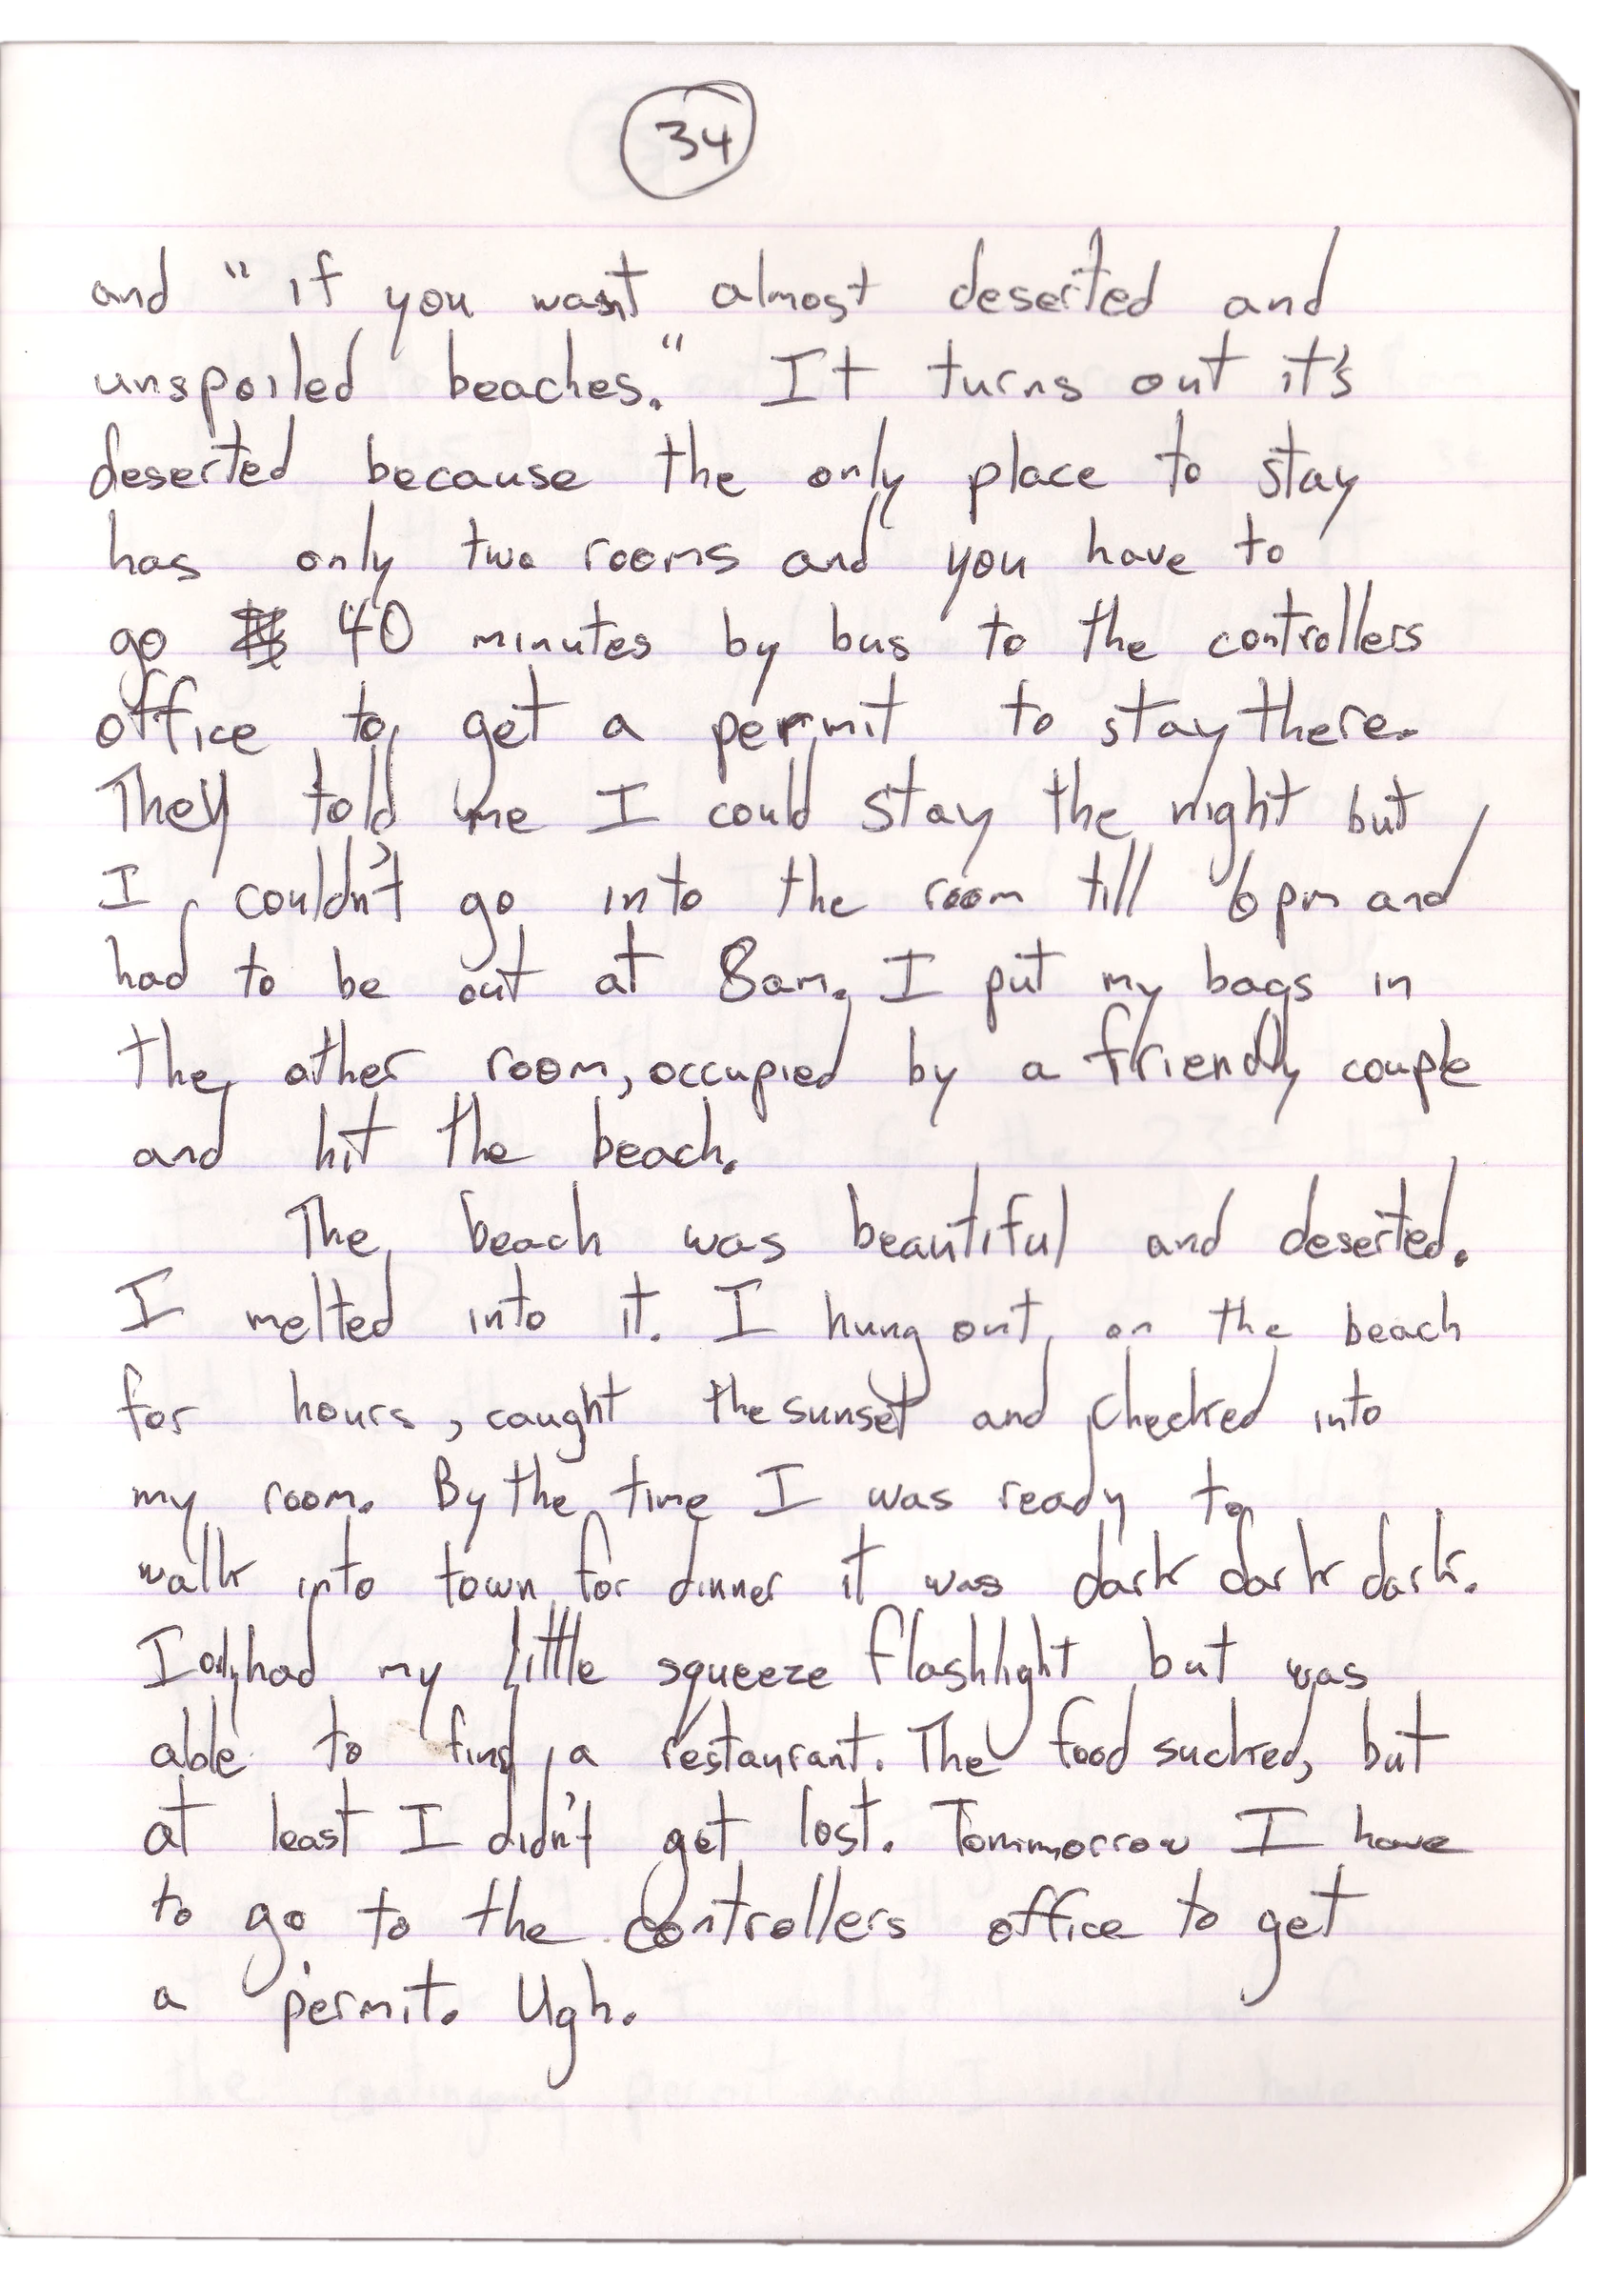 34
and "if you want almost deserted and
unspoiled beaches." It turns out it's
deserted because the only place to stay
has only two rooms and you have to
go 40 minutes by bus to the controllers
office to get a permit to stay there.
They told me I could stay the night but
I couldn't go into the room till 6pm and
had to be out at 8am. I put my bags in
the other room, occupied by a friendly couple
and hit the beach.
The beach was beautiful and deserted.
I melted into it. I hung out on the beach
for hours, caught the sunset and checked into
my room. By the time I was ready to
walk into town for dinner it was dark dark dark.
I only had my little squeeze flashlight but was
able to find a restaurant. The food sucked, but
at least I didn't get lost. Tommorrow I have
to go to the controllers office to get
a permit. Ugh.